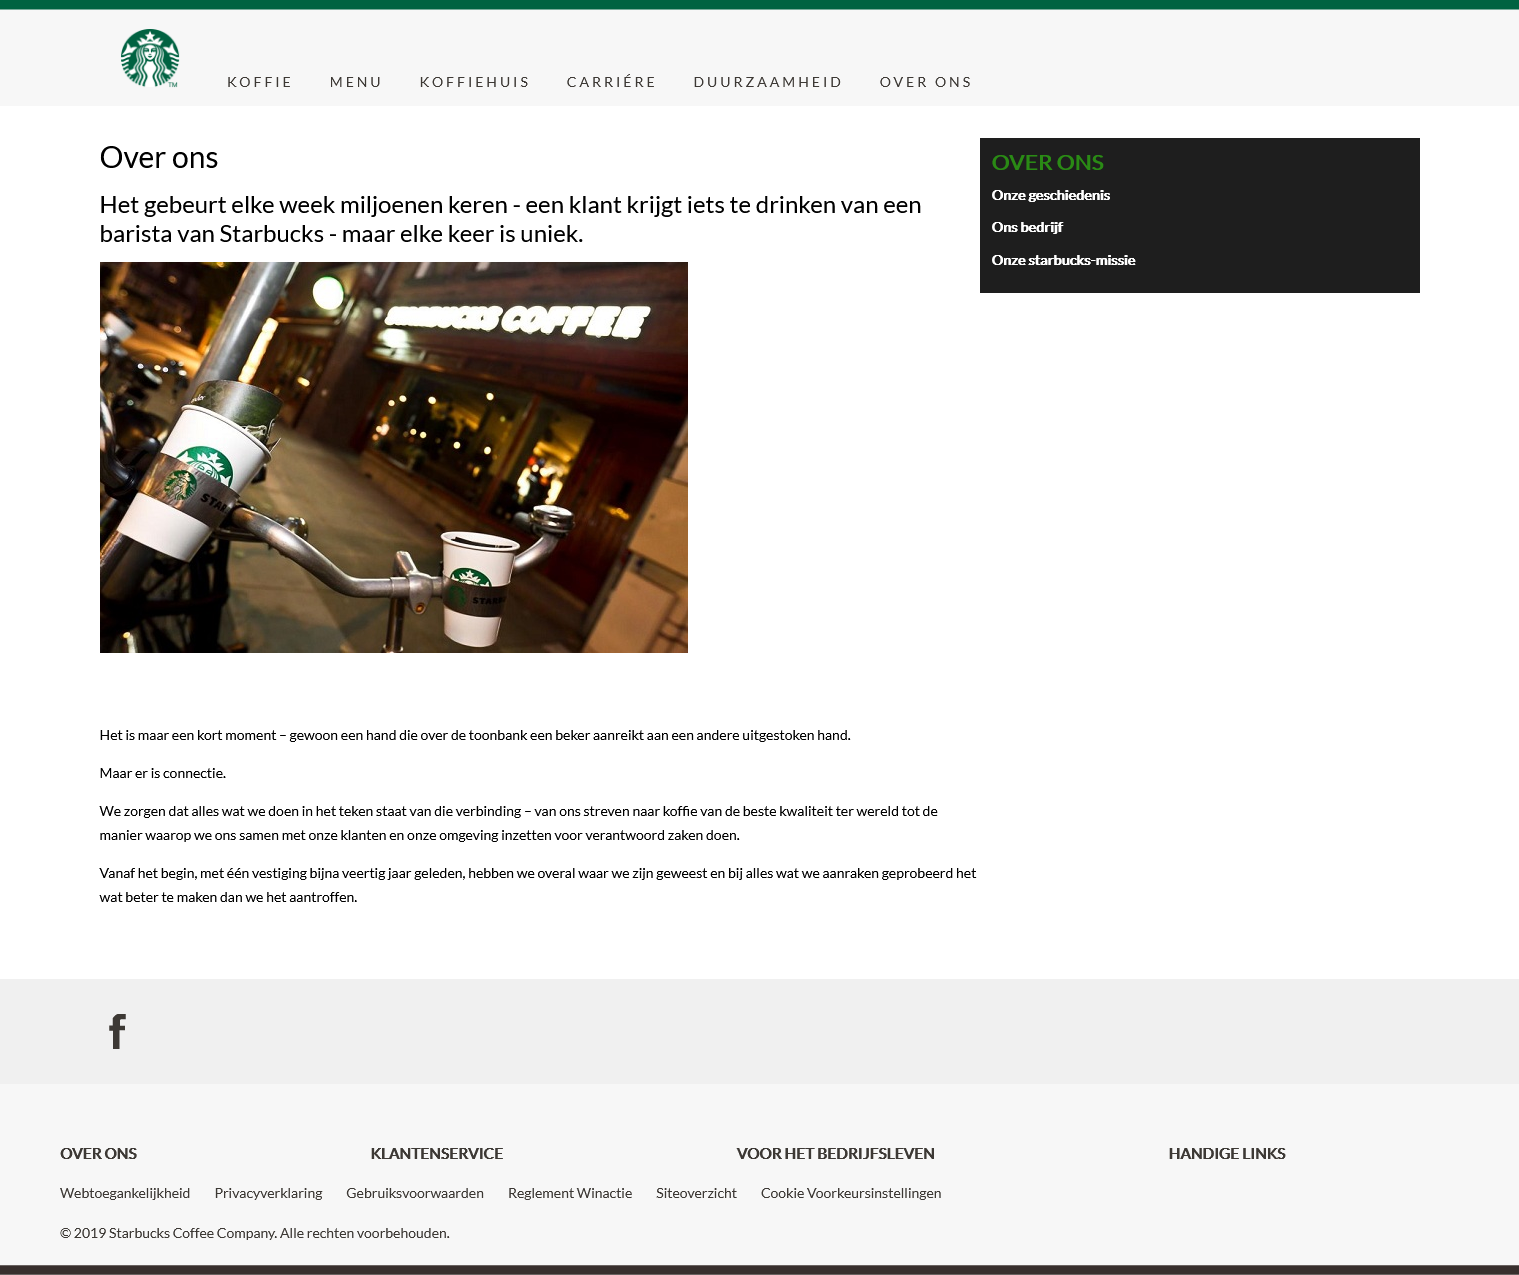 TM
KOFFIE MENU KOFFIEHUIS CARRIÉRE DUURZAAMHEID OVER ONS
Over ons
Het gebeurt elke week miljoenen keren - een klant krijgt iets te drinken van een
barista van Starbucks - maar elke keer is uniek.
STARBUCKS COFFEE
STAR
STARB
Het is maar een kort moment – gewoon een hand die over de toonbank een beker aanreikt aan een andere uitgestoken hand.
Maar er is connectie.
We zorgen dat alles wat we doen in het teken staat van die verbinding – van ons streven naar koffie van de beste kwaliteit ter wereld tot de
manier waarop we ons samen met onze klanten en onze omgeving inzetten voor verantwoord zaken doen.
Vanaf het begin, met één vestiging bijna veertig jaar geleden, hebben we overal waar we zijn geweest en bij alles wat we aanraken geprobeerd het
wat beter te maken dan we het aantroffen.
OVER ONS
Onze geschiedenis
Ons bedrijf
Onze starbucks-missie
f
OVER ONS KLANTENSERVICE VOOR HET BEDRIJFSLEVEN HANDIGE LINKS
Webtoegankelijkheid Privacyverklaring Gebruiksvoorwaarden Reglement Winactie Siteoverzicht Cookie Voorkeursinstellingen
© 2019 Starbucks Coffee Company. Alle rechten voorbehouden.